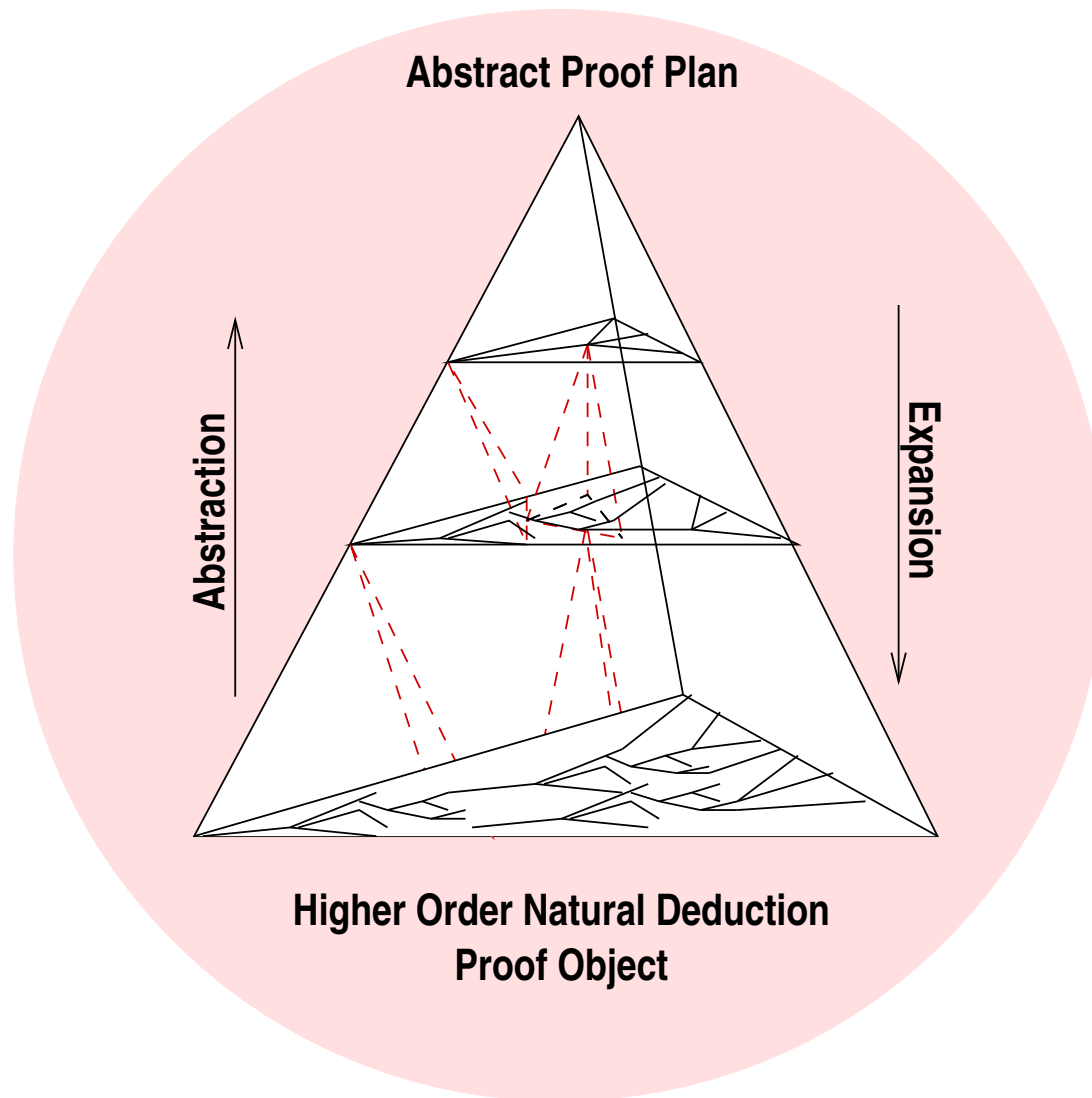 Abstract Proof Plan
Abstraction
Expansion
Higher Order Natural Deduction
Proof Object